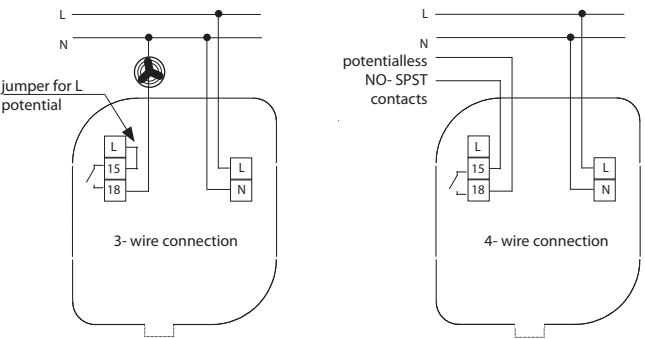 L
N
jumper for L
potential
L
15
18
L
N
3- wire connection
L
N
potentialless
NO- SPST
contacts
L
15
18
L
N
4- wire connection